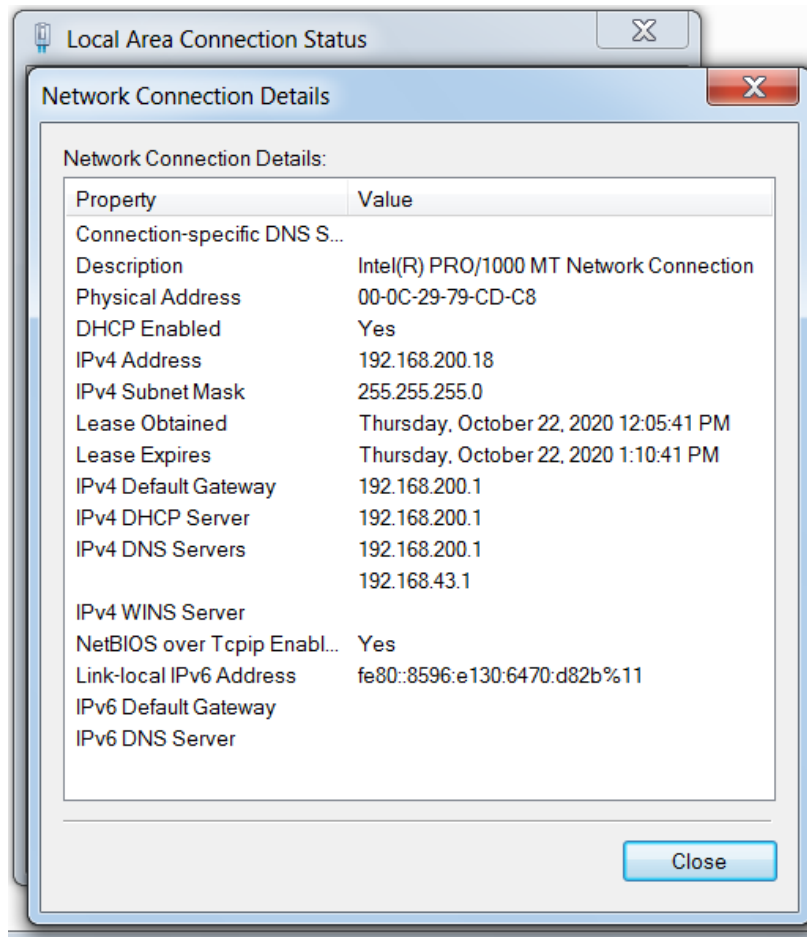 Local Area Connection Status
Network Connection Details
Network Connection Details:
Property Value
Connection-specific DNS S...
Description Intel(R) PRO/1000 MT Network Connection
Physical Address 00-0C-29-79-CD-C8
DHCP Enabled Yes
IPv4 Address 192.168.200.18
IPv4 Subnet Mask 255.255.255.0
Lease Obtained Thursday, October 22, 2020 12:05:41 PM
Lease Expires Thursday, October 22, 2020 1:10:41 PM
IPv4 Default Gateway 192.168.200.1
IPv4 DHCP Server 192.168.200.1
IPv4 DNS Servers 192.168.200.1
192.168.43.1
IPv4 WINS Server
NetBIOS over Tcpip Enabl... Yes
Link-local IPv6 Address fe80::8596:e130:6470:d82b%11
IPv6 Default Gateway
IPv6 DNS Server
Close